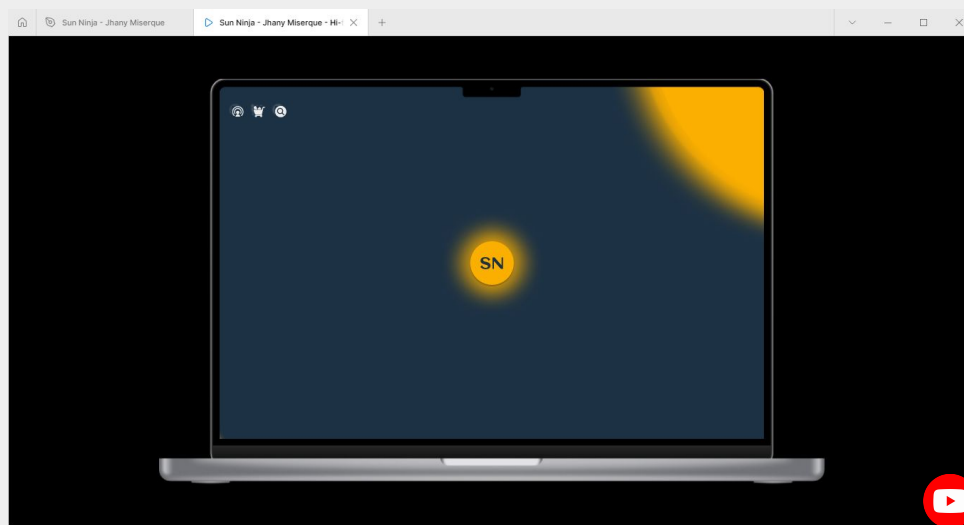 Sun Ninja - Jhany Miserque
Sun Ninja - Jhany Miserque - Hi-
SN